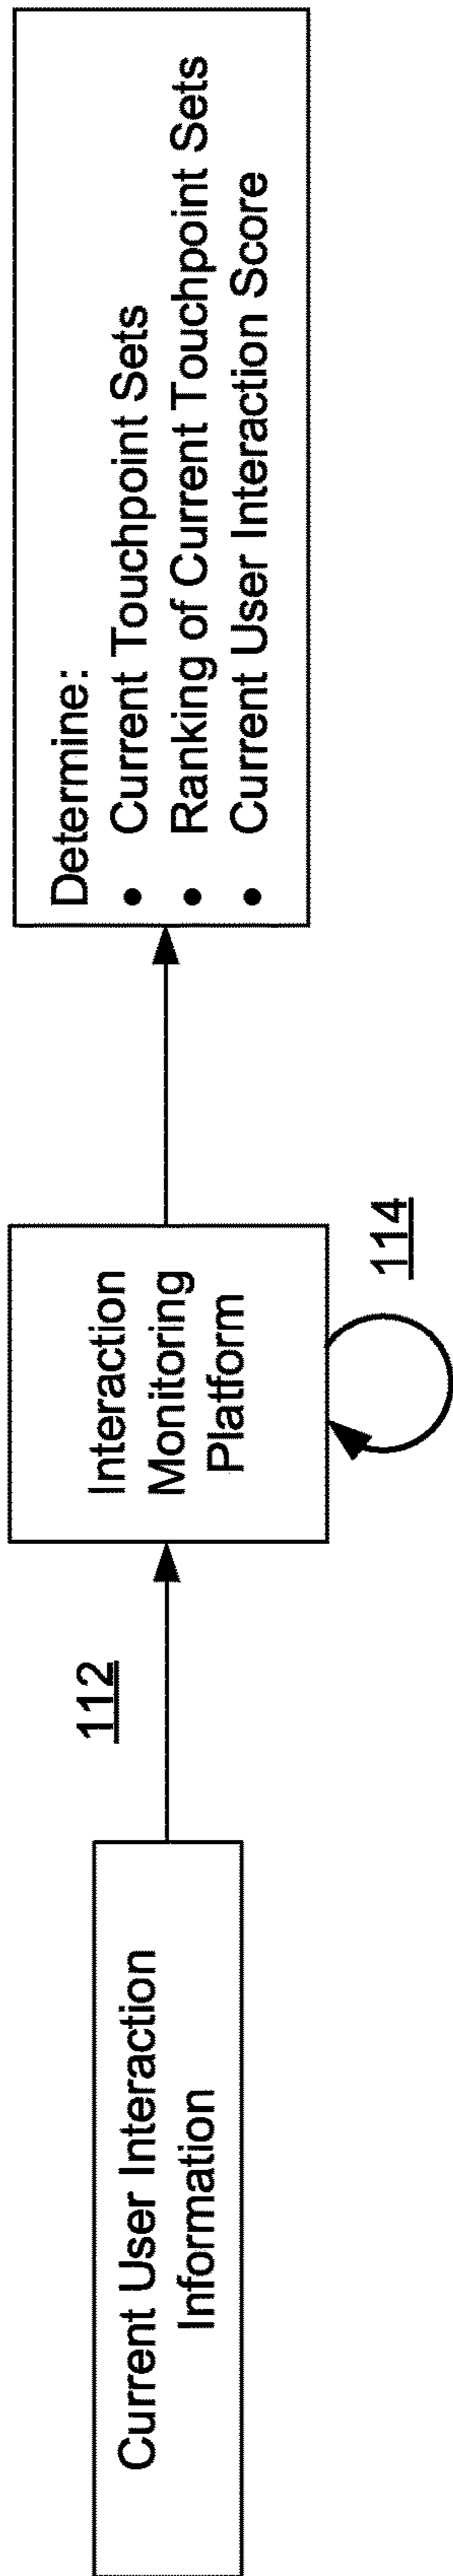 Current User Interaction
Information
112
Interaction
Monitoring
Platform
114
Determine:
• Current Touchpoint Sets
• Ranking of Current Touchpoint Sets
• Current User Interaction Score